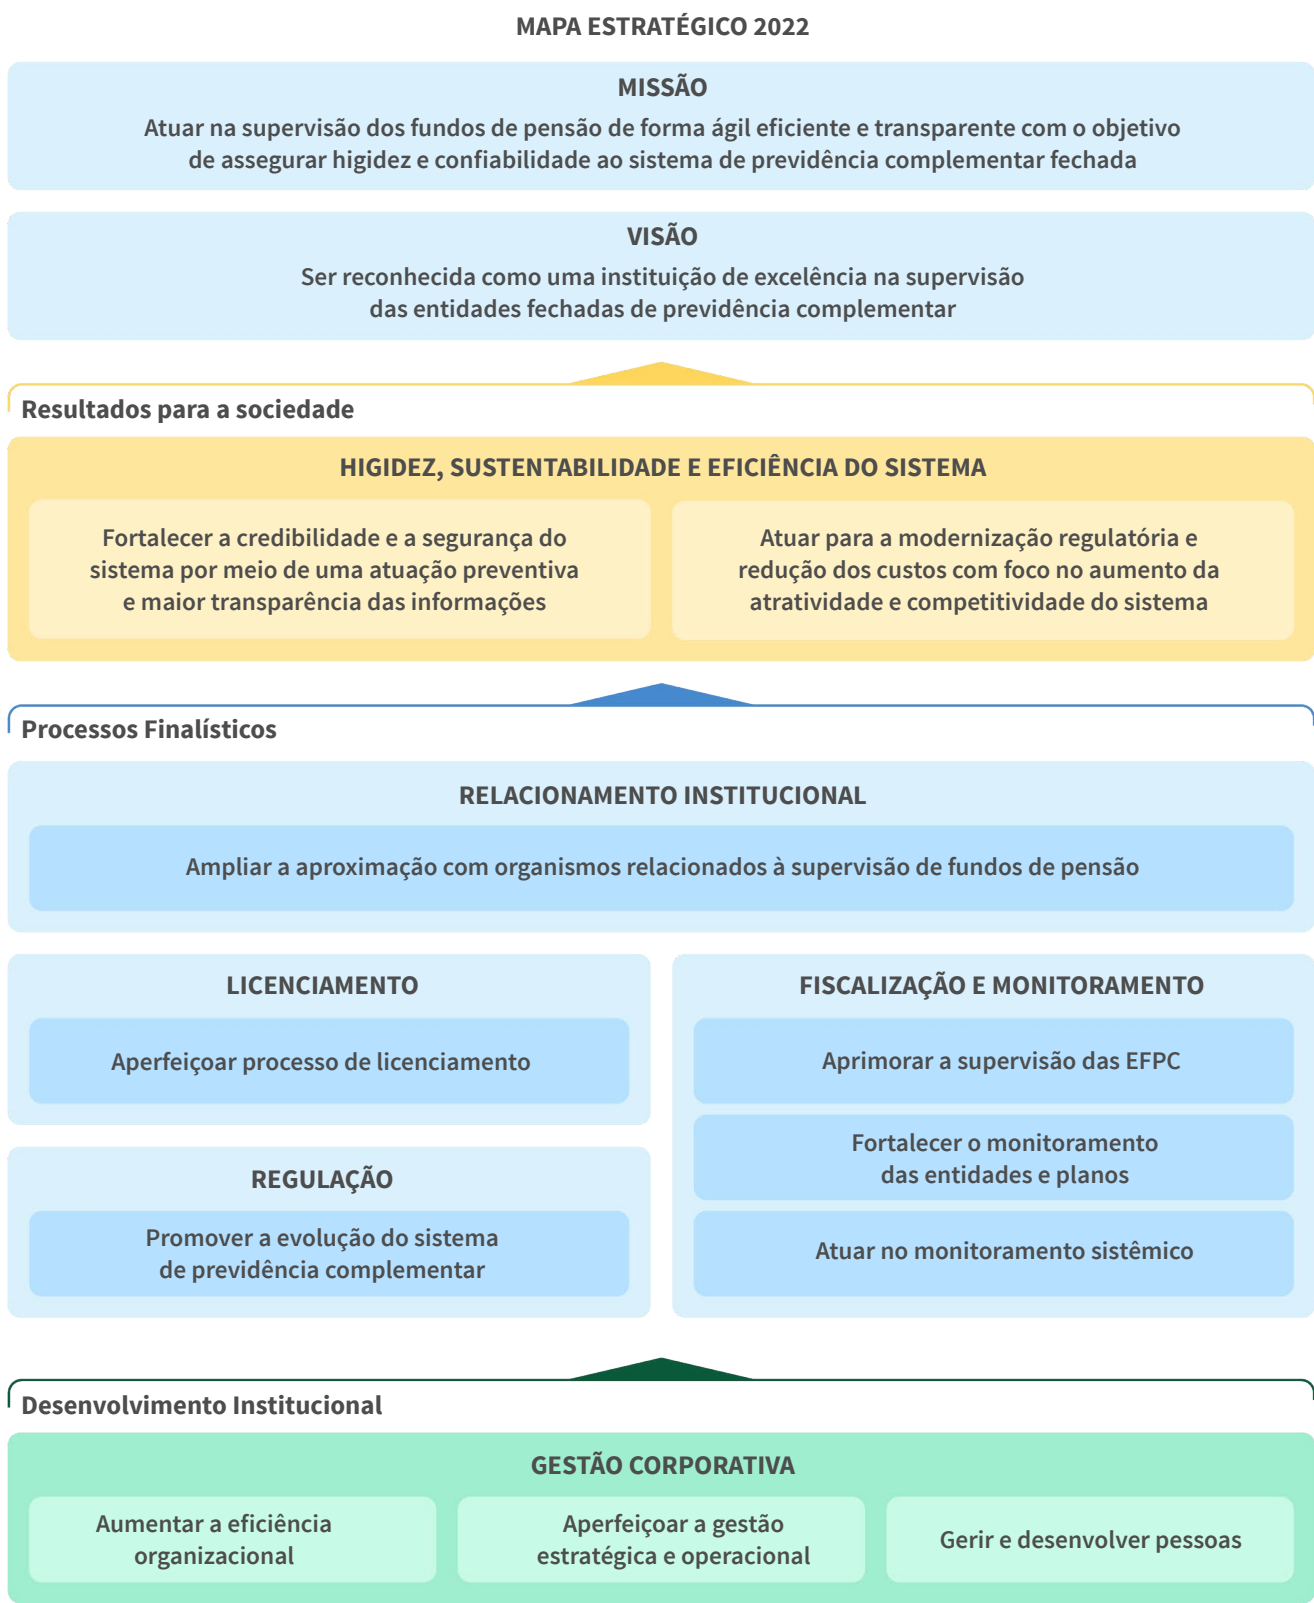 MAPA ESTRATÉGICO 2022
MISSÃO
Atuar na supervisão dos fundos de pensão de forma ágil eficiente e transparente com o objetivo
de assegurar higidez e confiabilidade ao sistema de previdência complementar fechada
VISÃO
Ser reconhecida como uma instituição de excelência na supervisão
das entidades fechadas de previdência complementar
Resultados para a sociedade
HIGIDEZ, SUSTENTABILIDADE E EFICIÊNCIA DO SISTEMA
Fortalecer a credibilidade e a segurança do
sistema por meio de uma atuação preventiva
e maior transparência das informações
Atuar para a modernização regulatória e
redução dos custos com foco no aumento da
atratividade e competitividade do sistema
Processos Finalísticos
RELACIONAMENTO INSTITUCIONAL
Ampliar a aproximação com organismos relacionados à supervisão de fundos de pensão
LICENCIAMENTO
Aperfeiçoar processo de licenciamento
REGULAÇÃO
Promover a evolução do sistema
de previdência complementar
FISCALIZAÇÃO E MONITORAMENTO
Aprimorar a supervisão das EFPC
Fortalecer o monitoramento
das entidades e planos
Atuar no monitoramento sistêmico
Desenvolvimento Institucional
GESTÃO CORPORATIVA
Aumentar a eficiência
organizacional
Aperfeiçoar a gestão
estratégica e operacional
Gerir e desenvolver pessoas